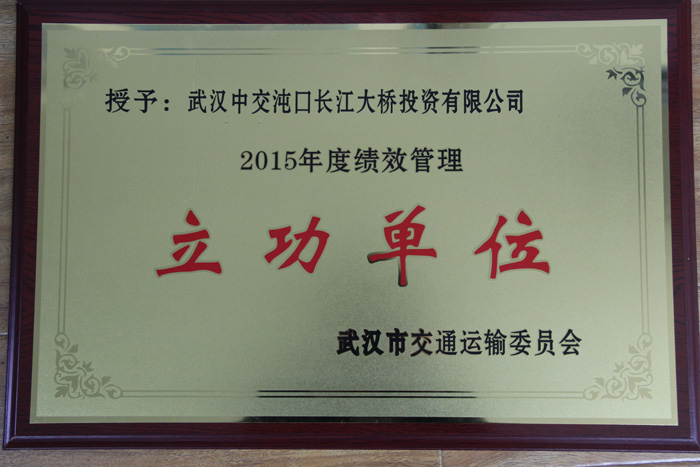 授予：武汉中交沌口长江大桥投资有限公司
2015年度绩效管理
立功单位
武汉市交通运输委员会